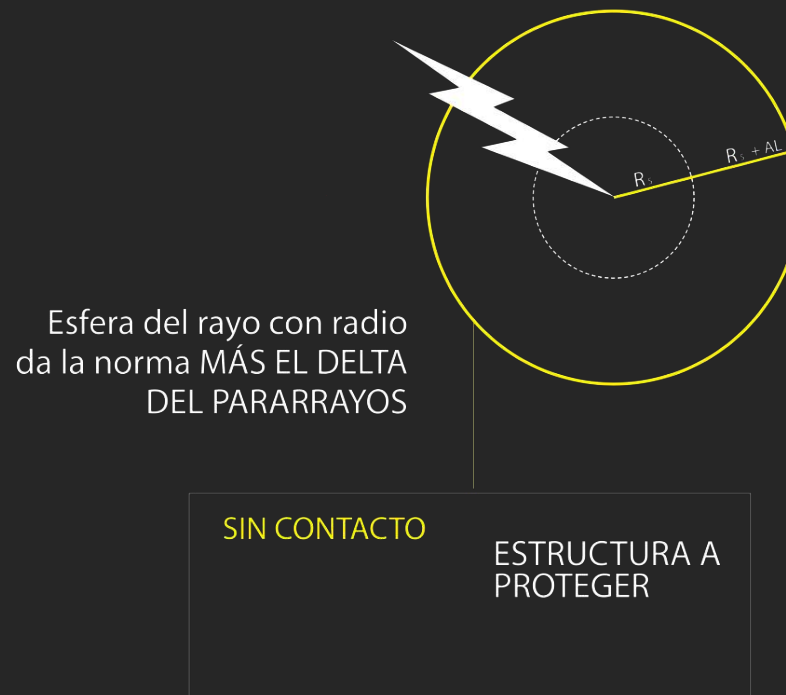 Rs
Rs + AL
Esfera del rayo con radio
da la norma MÁS EL DELTA
DEL PARARRAYOS
SIN CONTACTO
ESTRUCTURA A
PROTEGER